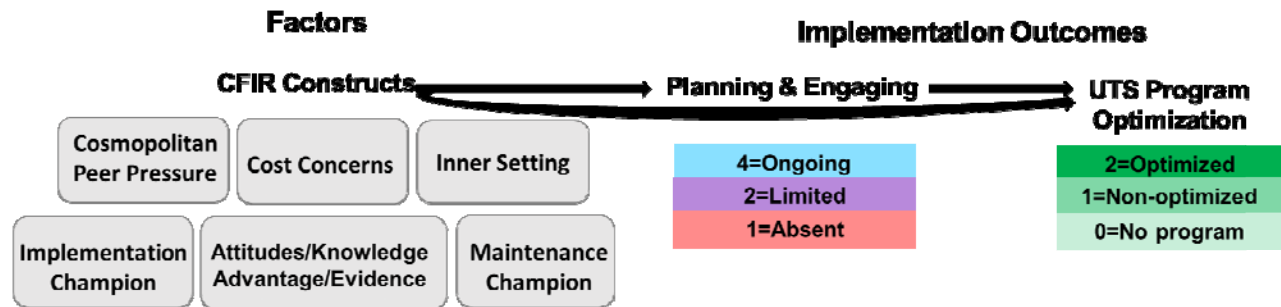 Factors
Implementation Outcomes
CFIR Constructs
Planning & Engaging
UTS Program
Optimization
Cosmopolitan
Peer Pressure
Cost Concerns
Inner Setting
Implementation
Champion
Attitudes/Knowledge
Advantage/Evidence
Maintenance
Champion
4=Ongoing
2=Limited
1=Absent
2=Optimized
1=Non-optimized
0=No program